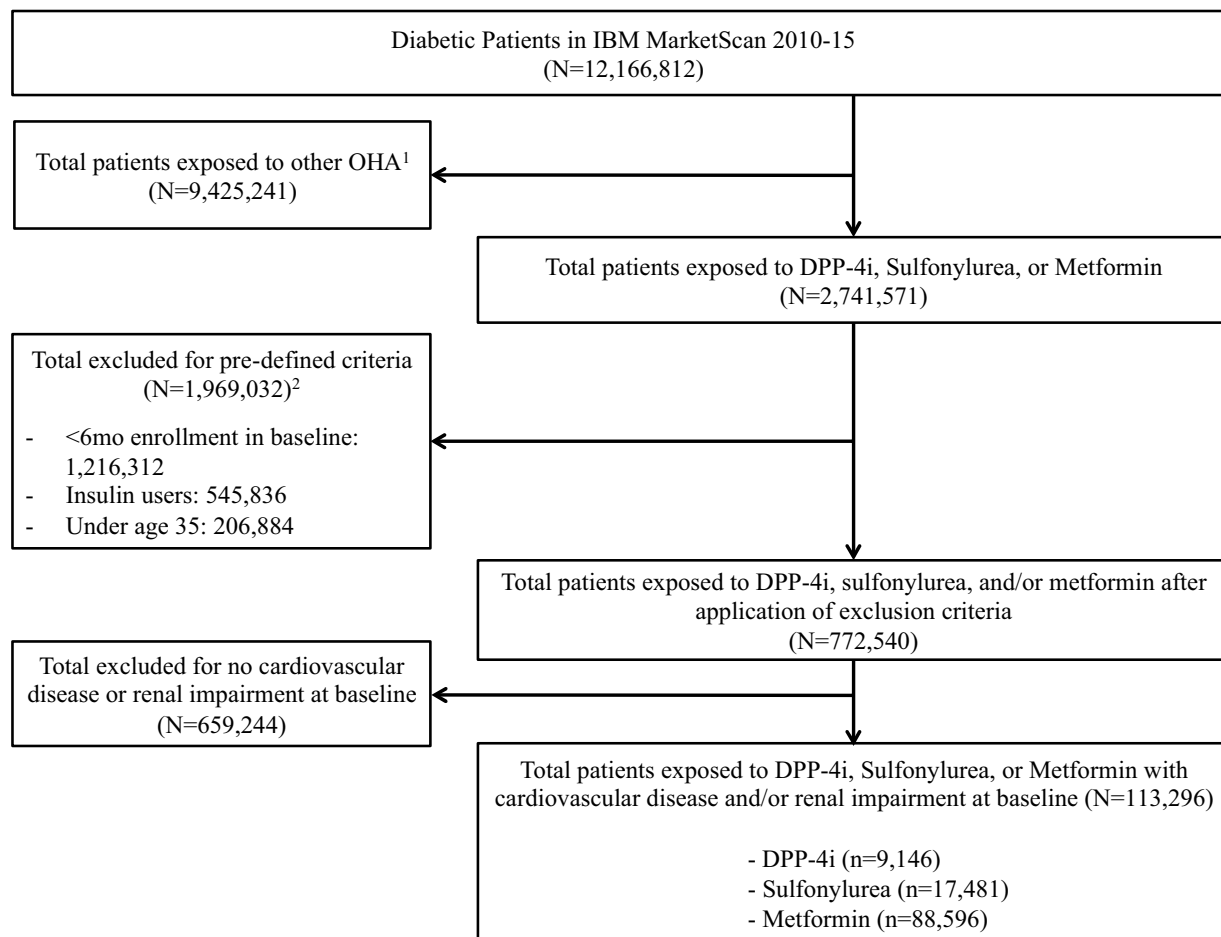 Diabetic Patients in IBM MarketScan 2010-15
(N=12,166,812)
Total patients exposed to other OHA¹
(N=9,425,241)
Total patients exposed to DPP-4i, Sulfonylurea, or Metformin
(N=2,741,571)
Total excluded for pre-defined criteria
(N=1,969,032)²
- <6mo enrollment in baseline:
1,216,312
- Insulin users: 545,836
- Under age 35: 206,884
Total patients exposed to DPP-4i, sulfonylurea, and/or metformin after
application of exclusion criteria
(N=772,540)
Total excluded for no cardiovascular
disease or renal impairment at baseline
(N=659,244)
Total patients exposed to DPP-4i, Sulfonylurea, or Metformin with
cardiovascular disease and/or renal impairment at baseline (N=113,296)
- DPP-4i (n=9,146)
- Sulfonylurea (n=17,481)
- Metformin (n=88,596)